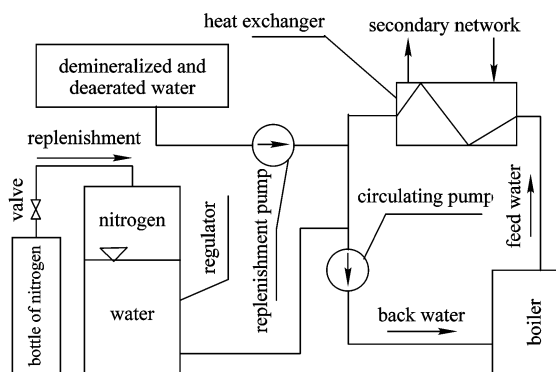 heat exchanger
secondary network
demineralized and
deaerated water
replenishment
valve
nitrogen
regulator
replenishment pump
circulating pump
feed water
bottle of nitrogen
water
back water
boiler